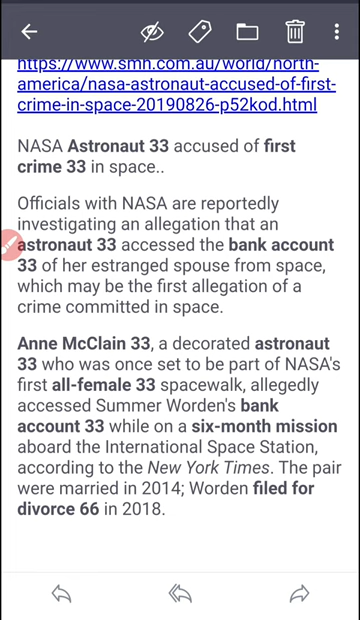 https://www.smh.com.au/world/north-
america/nasa-astronaut-accused-of-first-
crime-in-space-20190826-p52kod.html
NASA Astronaut 33 accused of first
crime 33 in space..
Officials with NASA are reportedly
investigating an allegation that an
astronaut 33 accessed the bank account
33 of her estranged spouse from space,
which may be the first allegation of a
crime committed in space.
Anne McClain 33, a decorated astronaut
33 who was once set to be part of NASA's
first all-female 33 spacewalk, allegedly
accessed Summer Worden's bank
account 33 while on a six-month mission
aboard the International Space Station,
according to the New York Times. The pair
were married in 2014; Worden filed for
divorce 66 in 2018.